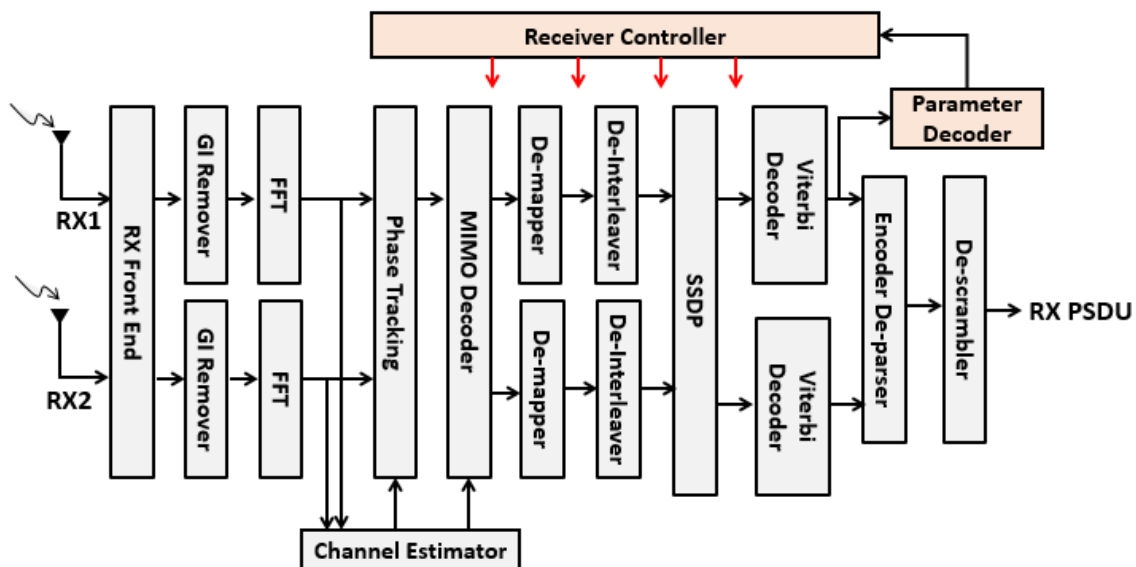 Receiver Controller
Parameter
Decoder
RX1
RX2
RX Front End
GI Remover
GI Remover
FFT
FFT
Phase Tracking
MIMO Decoder
De-mapper
De-mapper
De-Interleaver
De-Interleaver
SSDP
Viterbi
Decoder
Viterbi
Decoder
Encoder De-parser
De-scrambler
RX PSDU
Channel Estimator